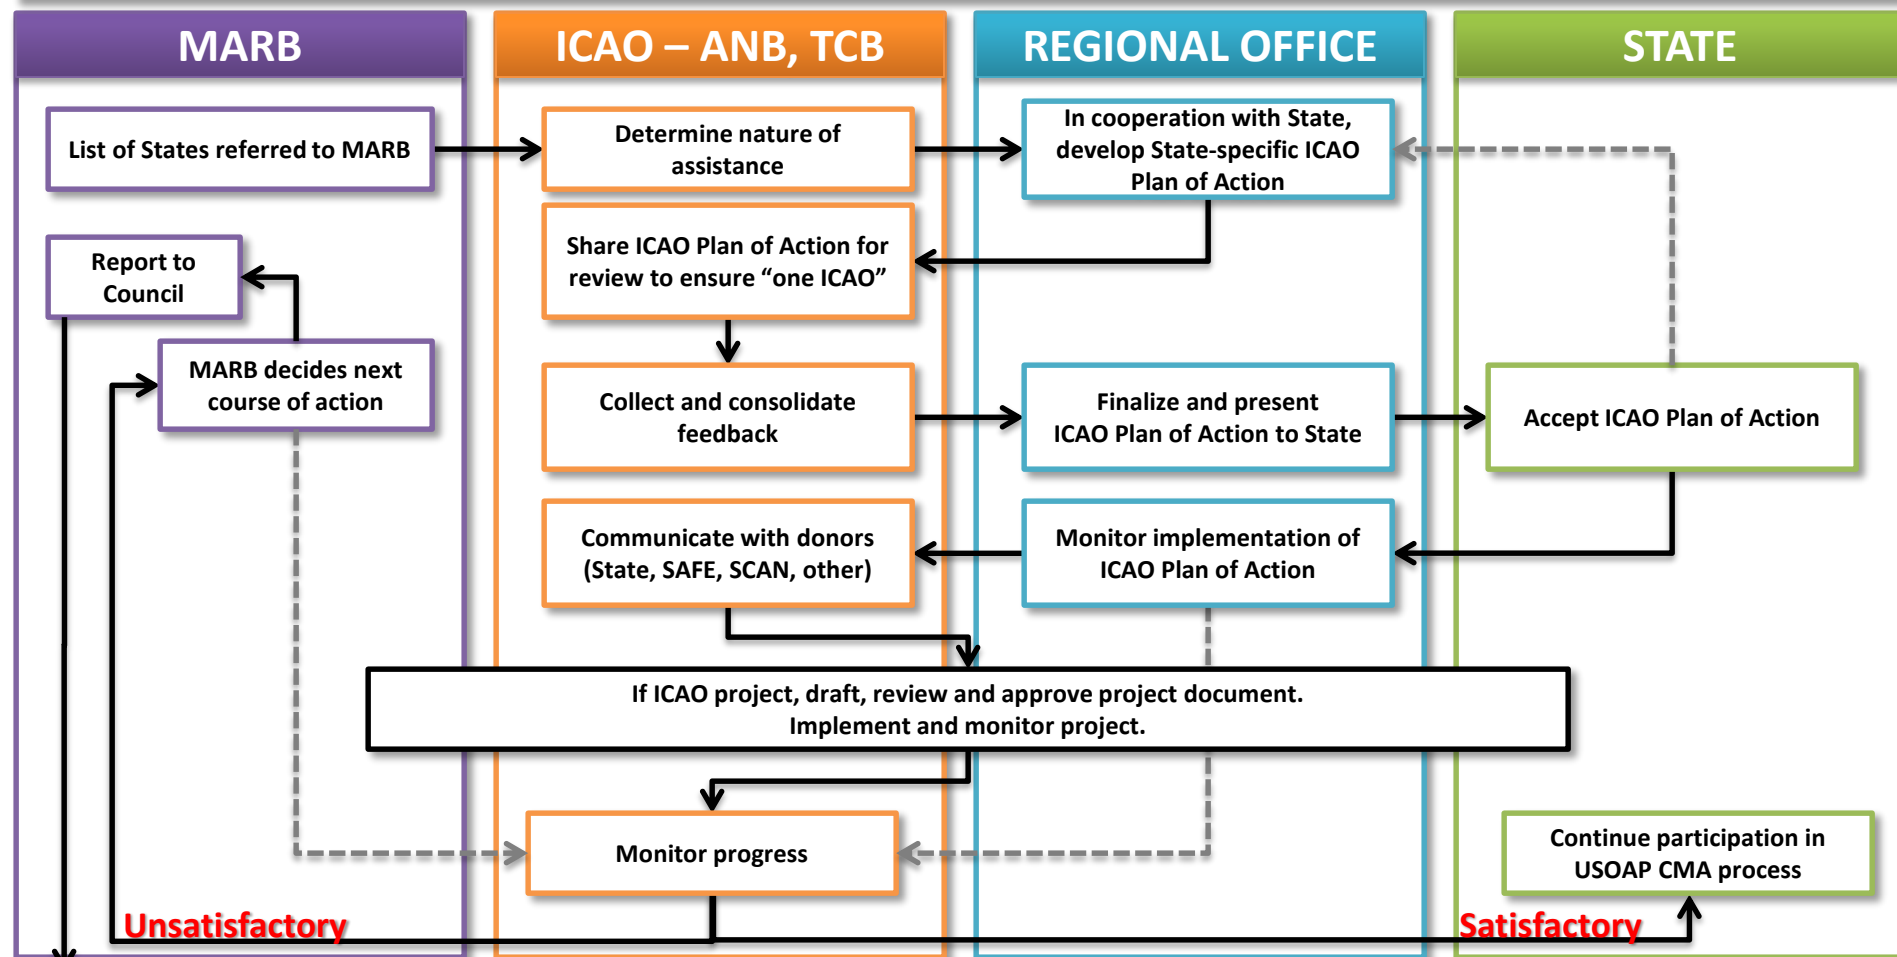 MARB
ICAO – ANB, TCB
REGIONAL OFFICE
STATE
List of States referred to MARB
Determine nature of
assistance
In cooperation with State,
develop State-specific ICAO
Plan of Action
Share ICAO Plan of Action for
review to ensure “one ICAO”
Report to
Council
MARB decides next
course of action
Collect and consolidate
feedback
Finalize and present
ICAO Plan of Action to State
Accept ICAO Plan of Action
Communicate with donors
(State, SAFE, SCAN, other)
Monitor implementation of
ICAO Plan of Action
If ICAO project, draft, review and approve project document.
Implement and monitor project.
Monitor progress
Continue participation in
USOAP CMA process
Unsatisfactory
Satisfactory